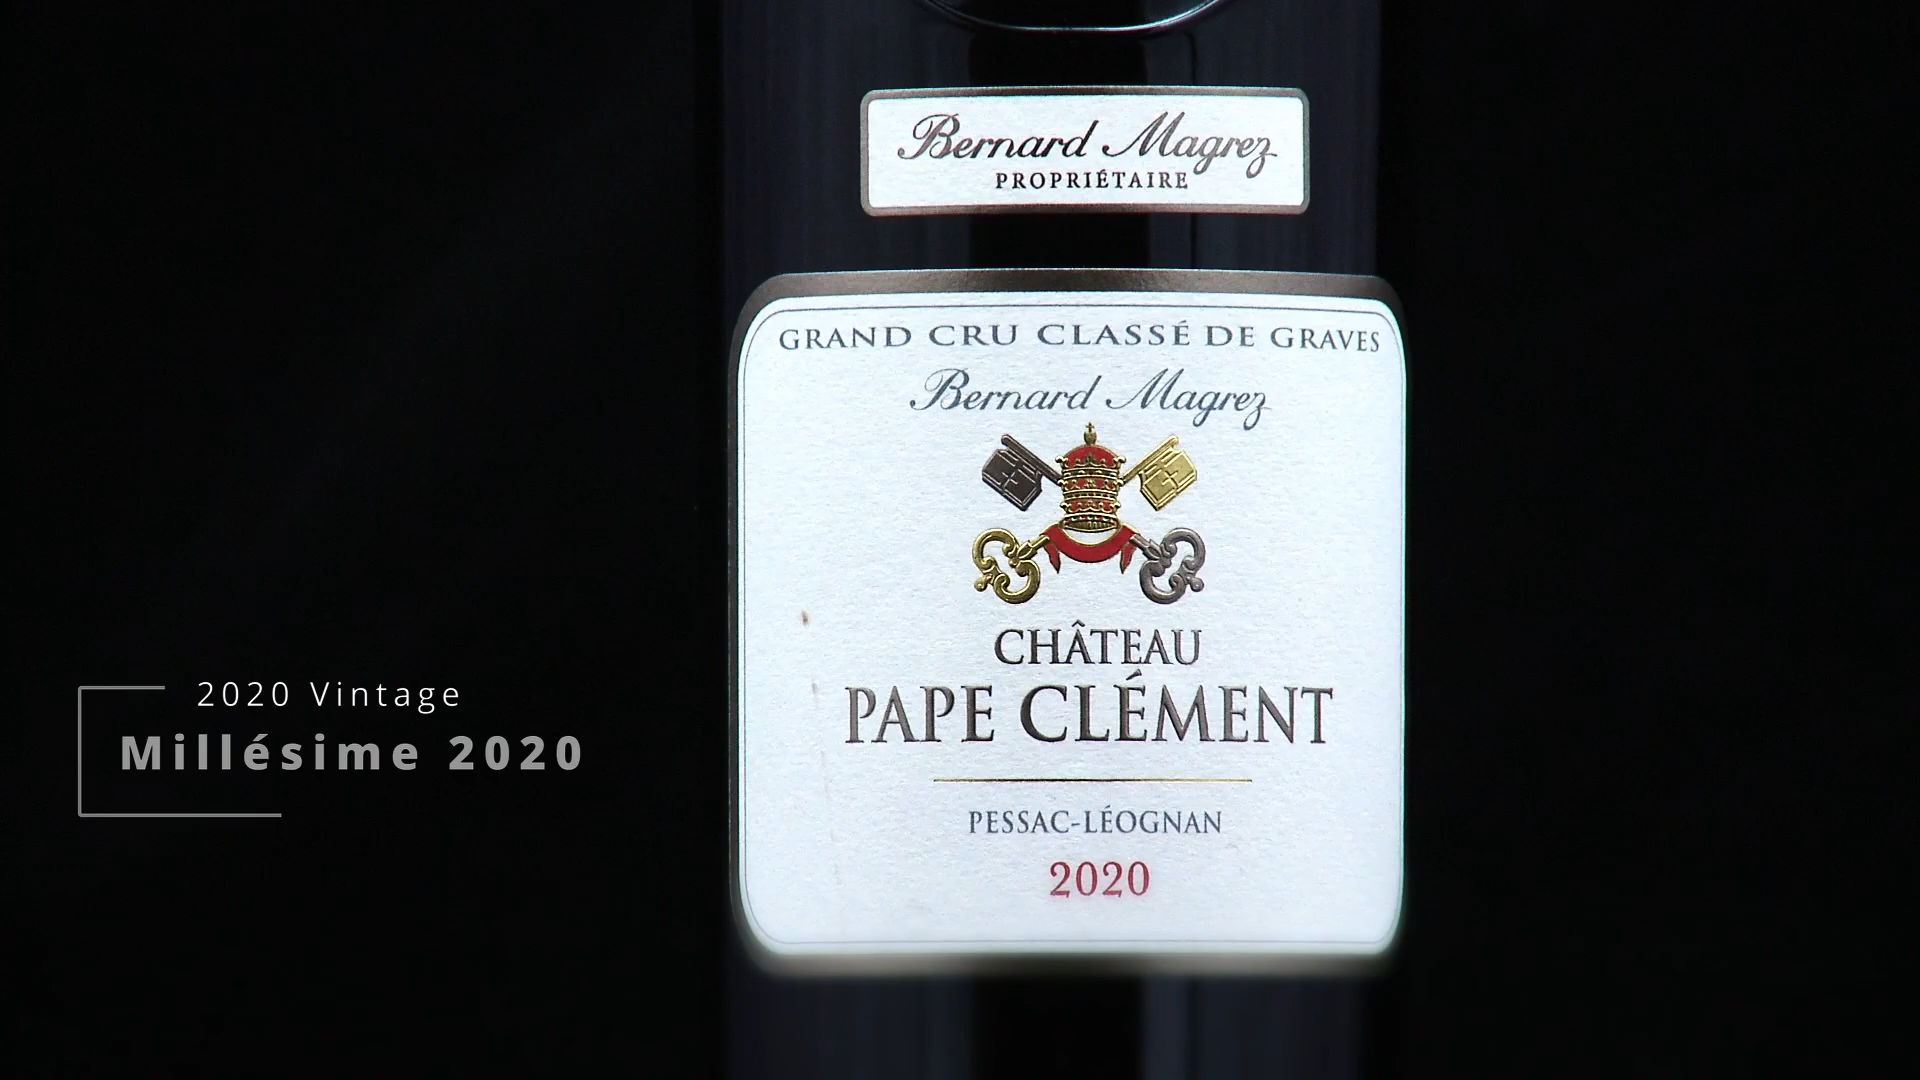 Bernard Magrez
PROPRIÉTAIRE
GRAND CRU CLASSÉ DE GRAVES
Bernard Magrez
CHÂTEAU
PAPE CLÉMENT
PESSAC-LÉOGNAN
2020
2020 Vintage
Millésime 2020